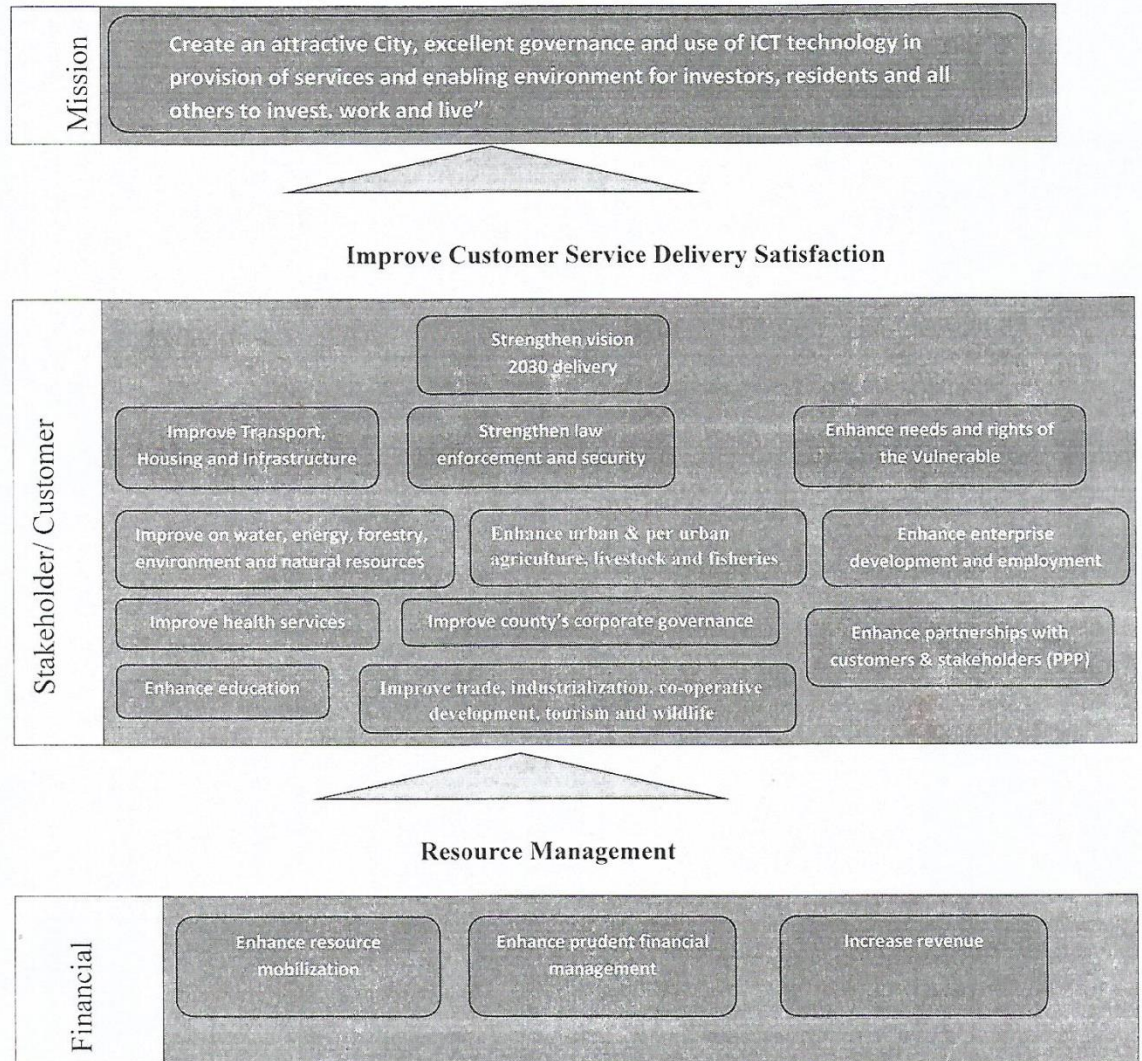 Mission
Create an attractive City, excellent governance and use of ICT technology in
provision of services and enabling environment for investors, residents and all
others to invest, work and live”
Improve Customer Service Delivery Satisfaction
Stakeholder/ Customer
Strengthen vision
2030 delivery
Improve Transport,
Housing and Infrastructure
Strengthen law
enforcement and security
Enhance needs and rights of
the Vulnerable
Improve on water, energy, forestry,
environment and natural resources
Enhance urban & per urban
agriculture, livestock and fisheries
Enhance enterprise
development and employment
Improve health services
Improve county's corporate governance
Enhance partnerships with
customers & stakeholders (PPP)
Enhance education
Improve trade, industrialization, co-operative
development, tourism and wildlife
Resource Management
Financial
Enhance resource
mobilization
Enhance prudent financial
management
Increase revenue